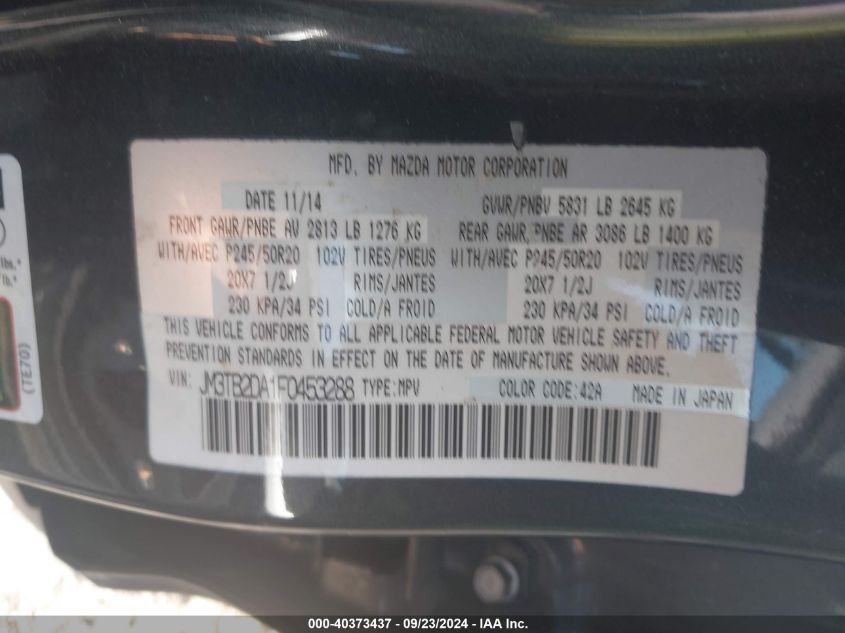 MFD. BY MAZDA MOTOR CORPORATION
DATE 11/14 GVWR/PNBV 5831 LB 2645 KG
FRONT GAWR/PNBE AV 2813 LB 1276 KG REAR GAWR/PNBE AR 3086 LB 1400 KG
WITH/AVEC P245/50R20 102V TIRES/PNEUS WITH/AVEC P245/50R20 102V TIRES/PNEUS
20X7 1/2J RIMS/JANTES 20X7 1/2J RIMS/JANTES
230 KPA/34 PSI COLD/A FROID 230 KPA/34 PSI COLD/A FROID
THIS VEHICLE CONFORMS TO ALL APPLICABLE FEDERAL MOTOR VEHICLE SAFETY AND THEFT
PREVENTION STANDARDS IN EFFECT ON THE DATE OF MANUFACTURE SHOWN ABOVE.
VIN: JM3TB2DA1F0453288 TYPE:MPV COLOR CODE:42A MADE IN JAPAN
lbs.*
lb.*
(TE70)
000-40373437 - 09/23/2024 - IAA Inc.